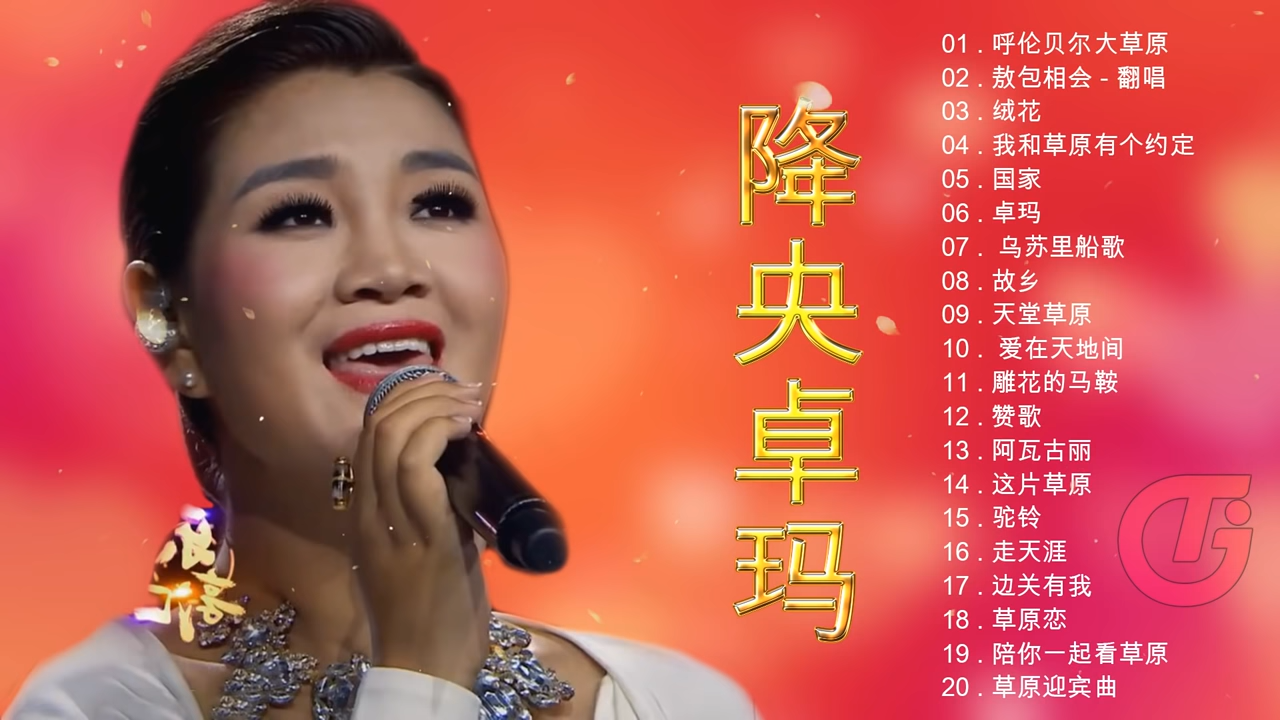 降央卓玛
01 . 呼伦贝尔大草原
02 . 敖包相会 - 翻唱
03 . 绒花
04 . 我和草原有个约定
05 . 国家
06 . 卓玛
07 . 乌苏里船歌
08 . 故乡
09 . 天堂草原
10 . 爱在天地间
11 . 雕花的马鞍
12 . 赞歌
13 . 阿瓦古丽
14 . 这片草原
15 . 驼铃
16 . 走天涯
17 . 边关有我
18 . 草原恋
19 . 陪你一起看草原
20 . 草原迎宾曲